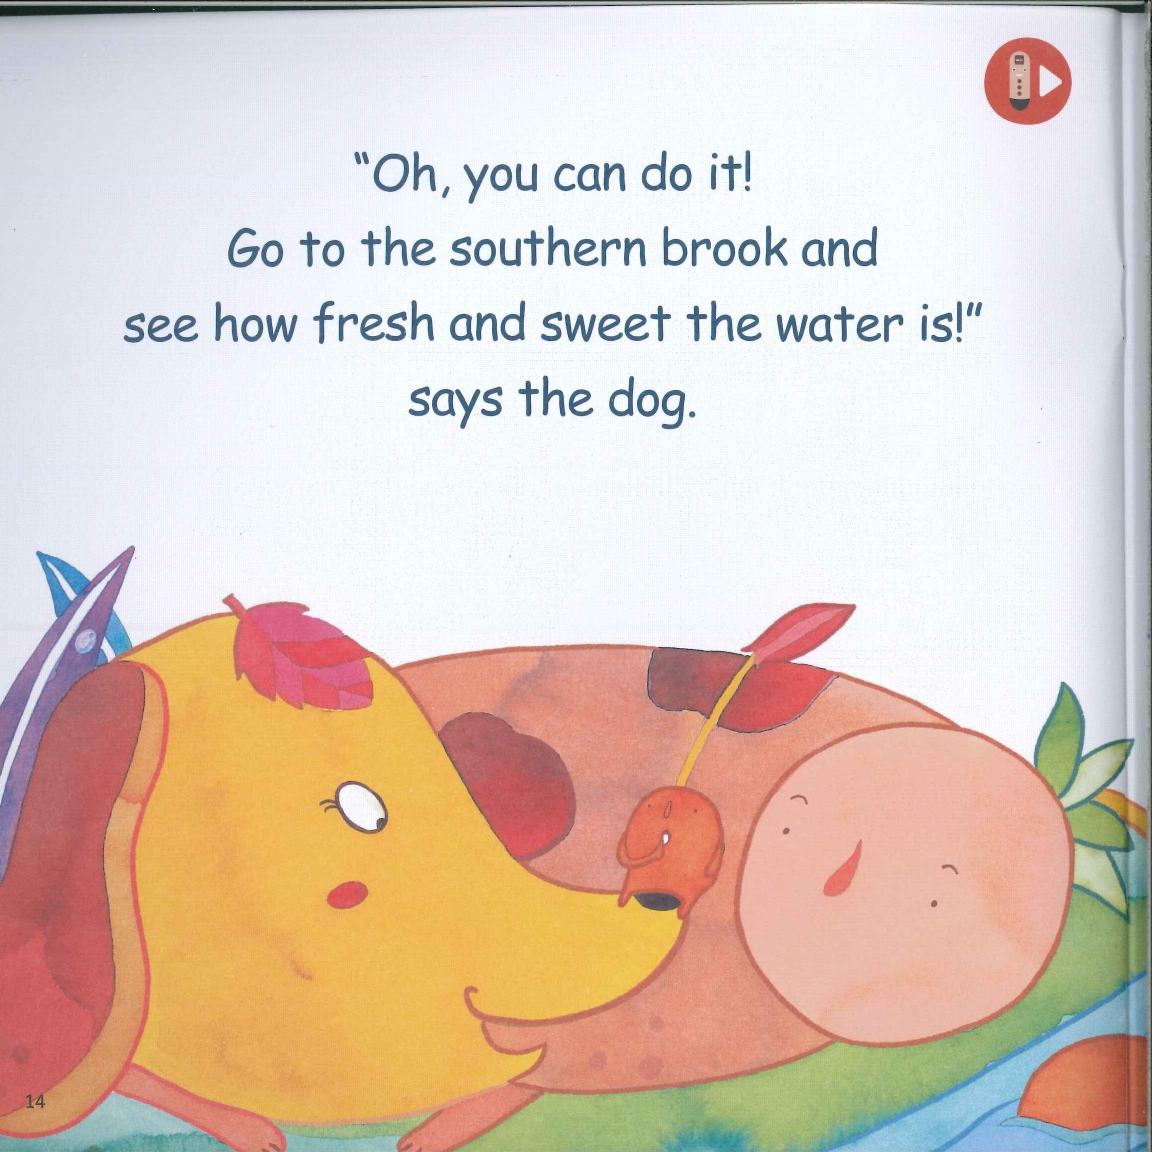 “Oh, you can do it!
Go to the southern brook and
see how fresh and sweet the water is!”
says the dog.
14